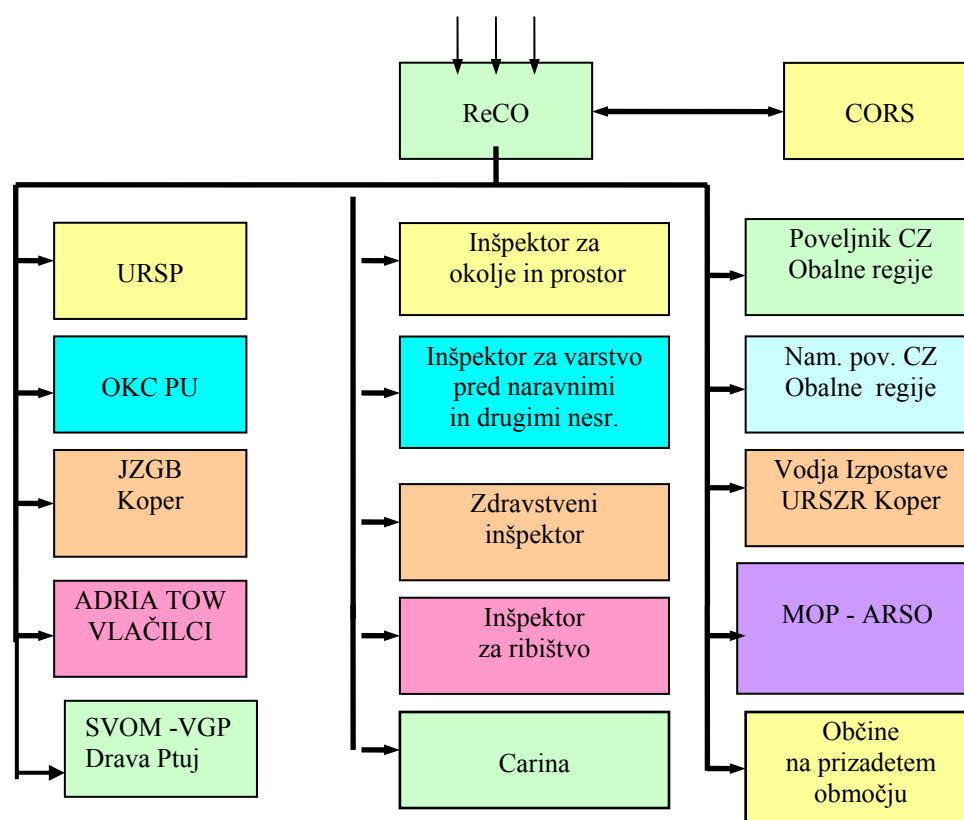 ReCO
CORS
URSP
OKC PU
JZGB
Koper
ADRIA TOW
VLAČILCI
SVOM -VGP
Drava Ptuj
Inšpektor za
okolje in prostor
Inšpektor za varstvo
pred naravnimi
in drugimi nesr.
Zdravstveni
inšpektor
Inšpektor
za ribištvo
Carina
Poveljnik CZ
Obalne regije
Nam. pov. CZ
Obalne regije
Vodja Izpostave
URSZR Koper
MOP - ARSO
Občine
na prizadetem
območju